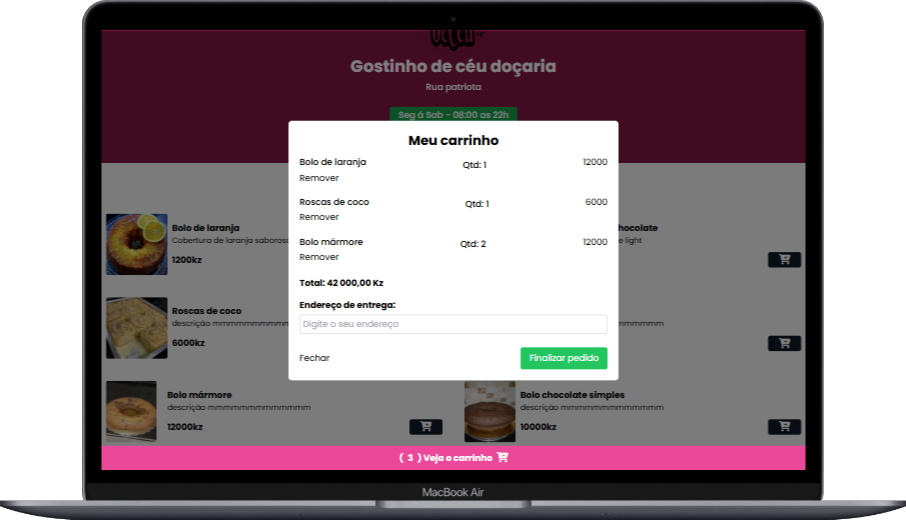 Gostinho de céu doçaria
Rua patriota
Seg á Sab - 08:00 as 22h
Meu carrinho
Bolo de laranja Qtd: 1 12000
Remover
Roscas de coco Qtd: 1 6000
Remover
Bolo mármore Qtd: 2 12000
Remover
Total: 42 000,00 Kz
Endereço de entrega:
Digite o seu endereço
Fechar Finalizar pedido
Bolo de laranja
Cobertura de laranja
1200kz
hocolate
e light
Roscas de coco
descrição mmmmmmmmmm
6000kz
mmmmmm
Bolo mármore
descrição mmmmmmmmmmmmm
12000kz
Bolo chocolate simples
descrição mmmmmmmmmmmmm
10000kz
( 3 ) Veja o carrinho
MacBook Air